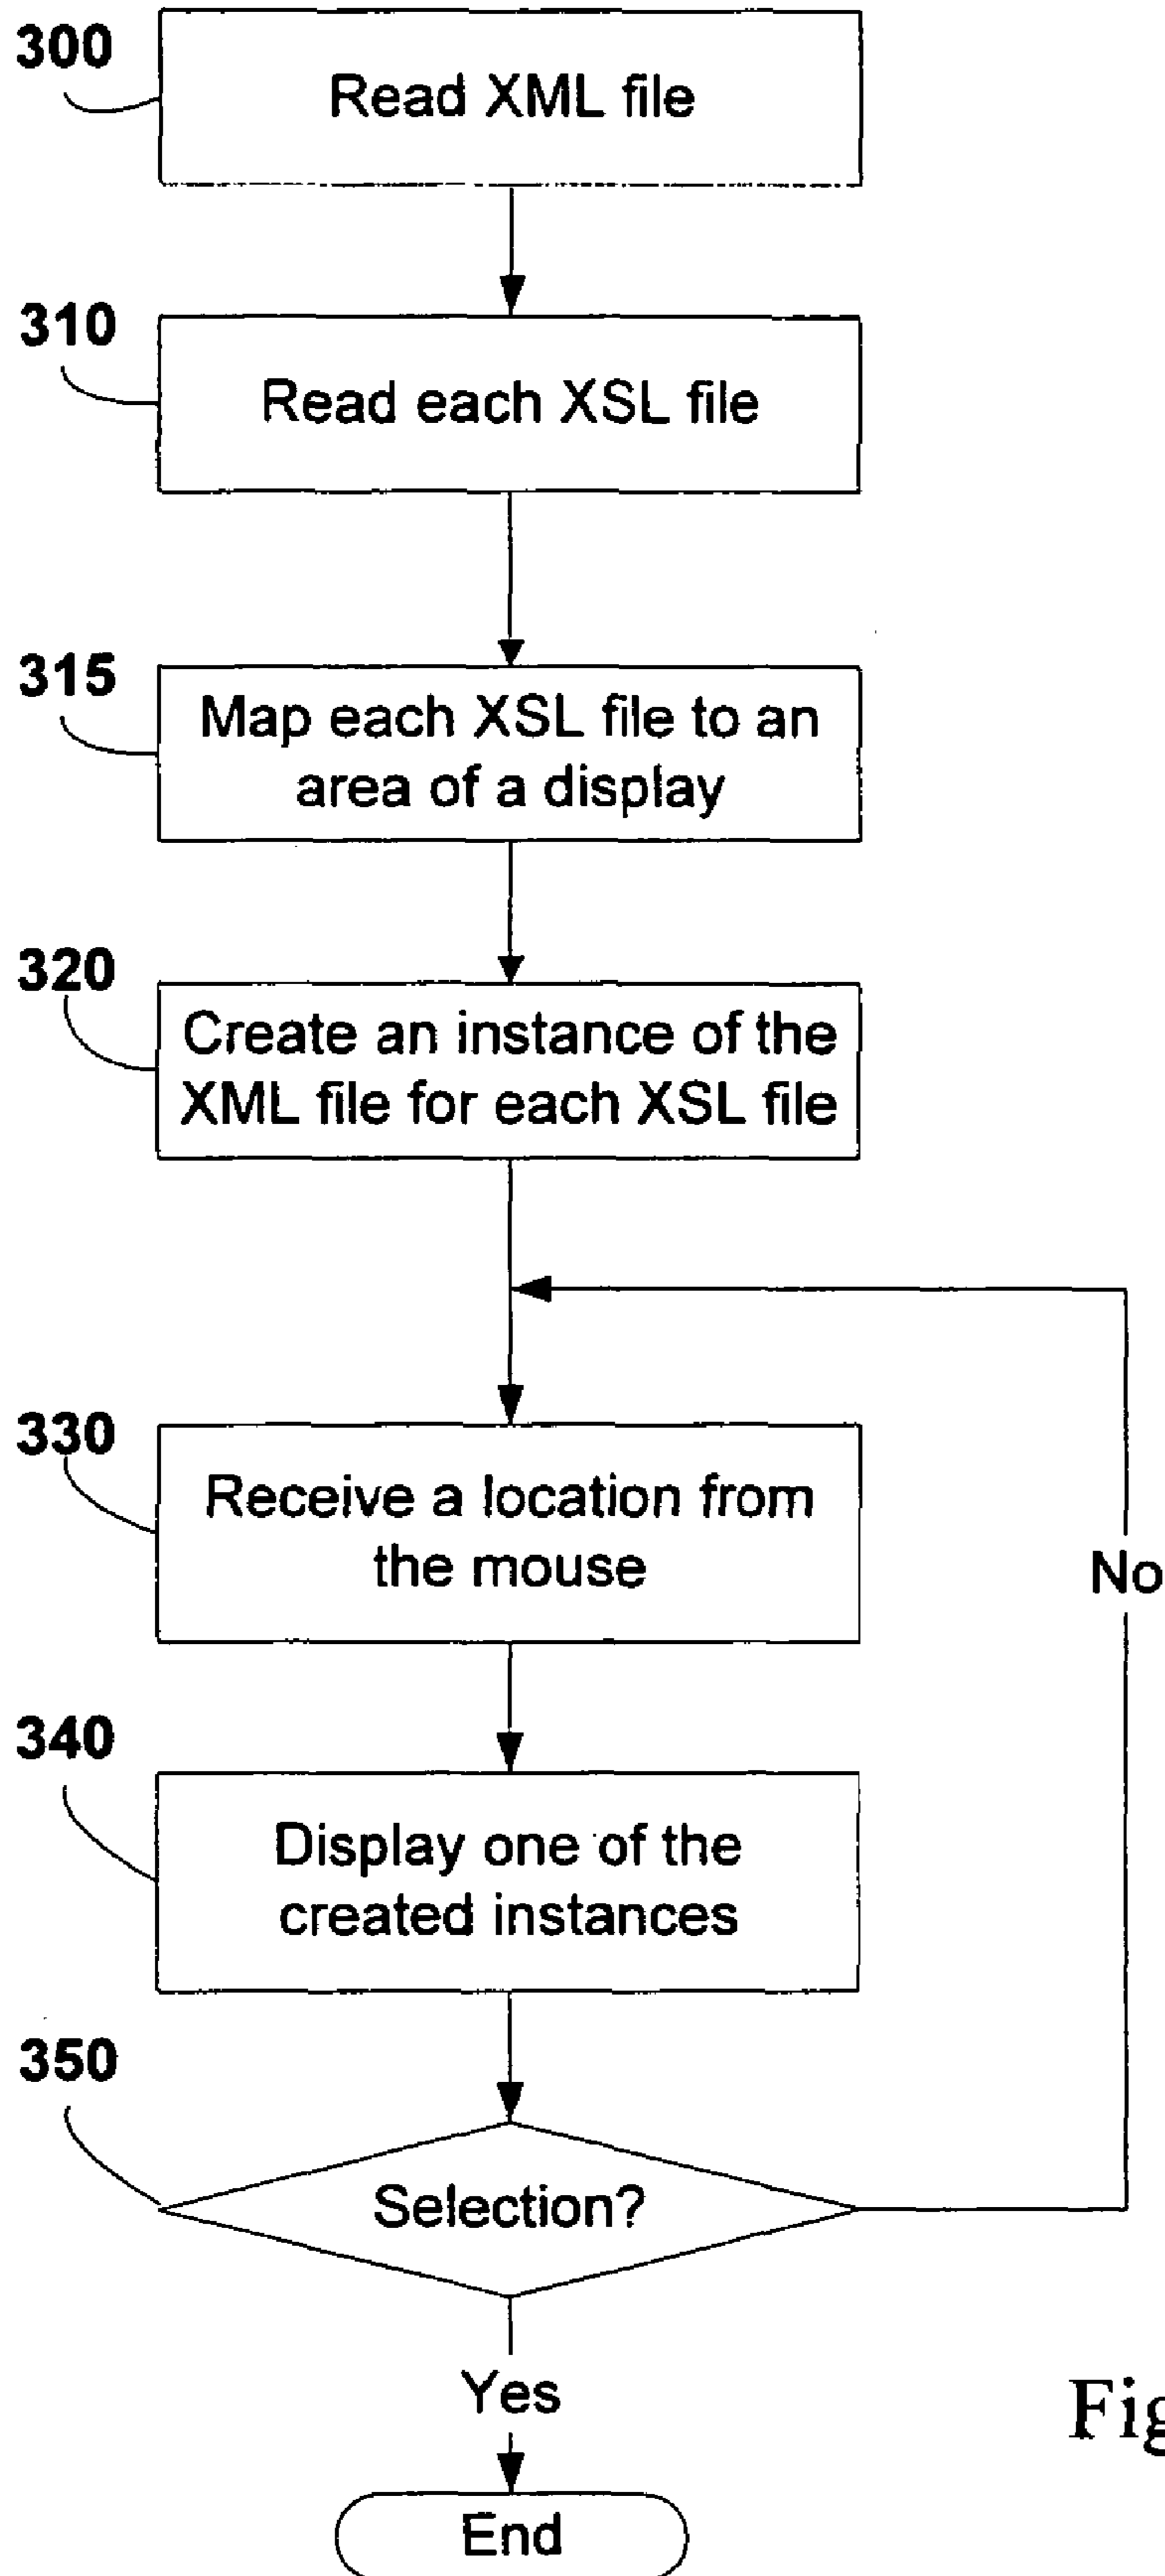 300
Read XML file
310
Read each XSL file
315
Map each XSL file to an
area of a display
320
Create an instance of the
XML file for each XSL file
330
Receive a location from
the mouse
No
340
Display one of the
created instances
350
Selection?
Yes
Fig
End